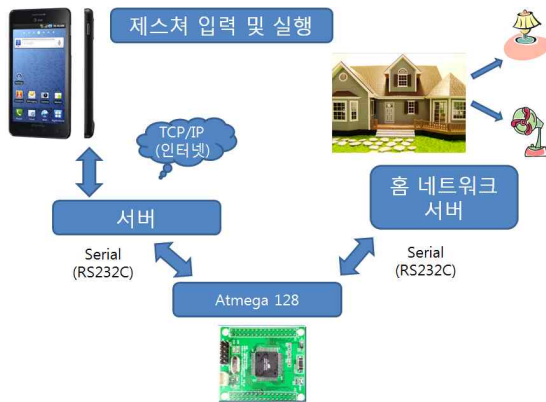 제스쳐 입력 및 실행
TCP/IP
(인터넷)
서버
홈 네트워크
서버
Serial
(RS232C)
Serial
(RS232C)
Atmega 128